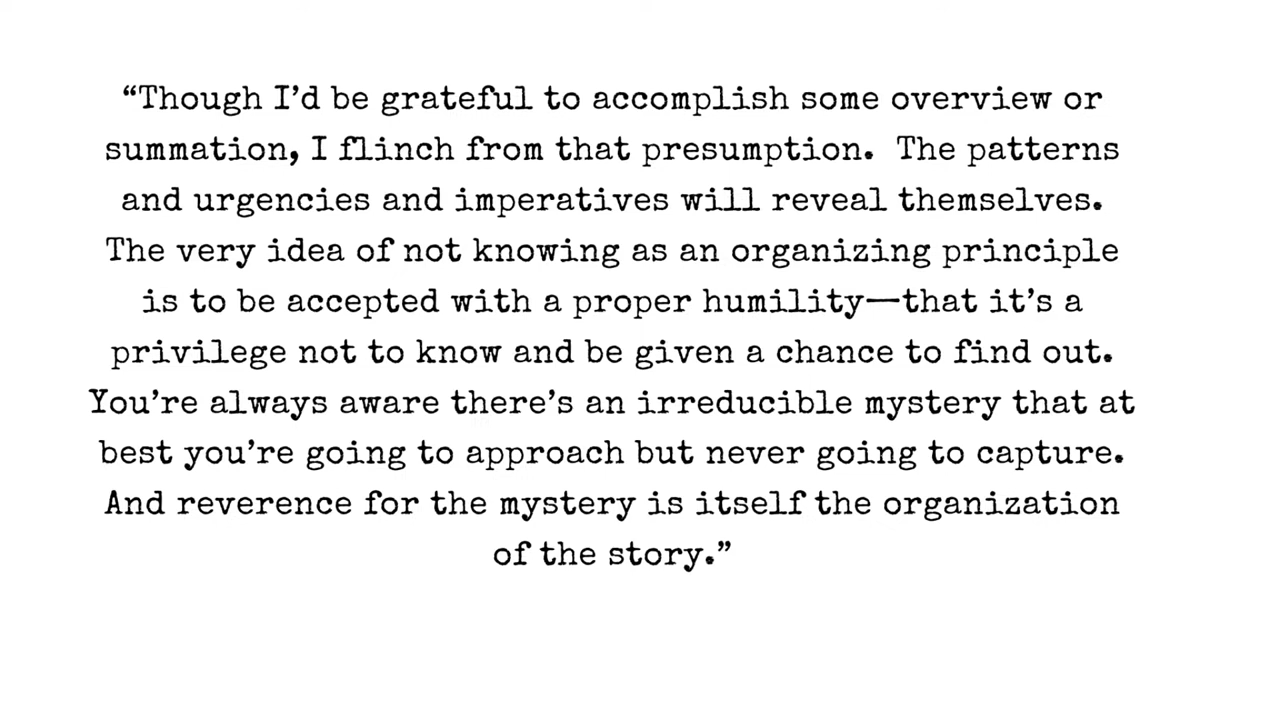 “Though I’d be grateful to accomplish some overview or
summation, I flinch from that presumption.  The patterns
and urgencies and imperatives will reveal themselves.
The very idea of not knowing as an organizing principle
is to be accepted with a proper humility—that it’s a
privilege not to know and be given a chance to find out.
You’re always aware there’s an irreducible mystery that at
best you’re going to approach but never going to capture.
And reverence for the mystery is itself the organization
of the story.”